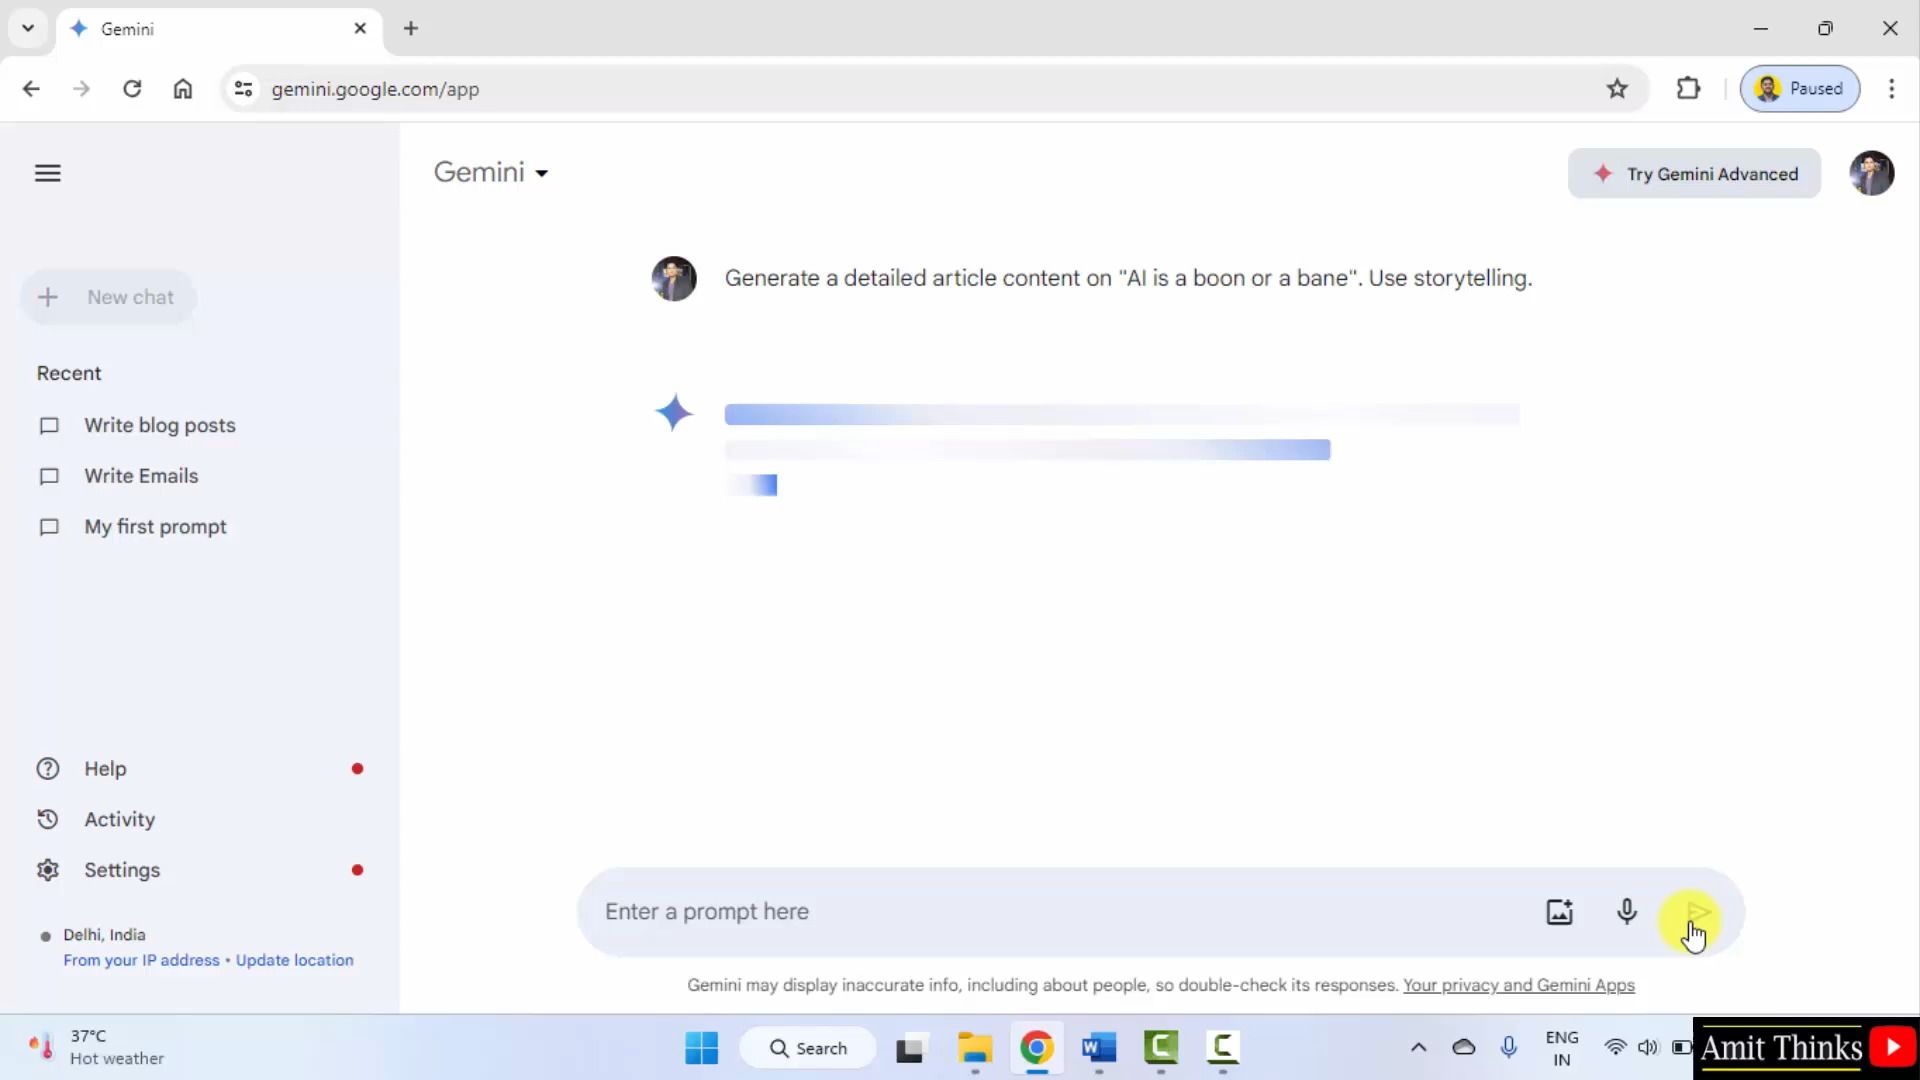 Gemini
gemini.google.com/app
Paused
Gemini
Try Gemini Advanced
Generate a detailed article content on "AI is a boon or a bane". Use storytelling.
New chat
Recent
Write blog posts
Write Emails
My first prompt
Help
Activity
Settings
Delhi, India
From your IP address • Update location
Enter a prompt here
Gemini may display inaccurate info, including about people, so double-check its responses. Your privacy and Gemini Apps
37°C
Hot weather
Search
ENG
IN
Amit Thinks